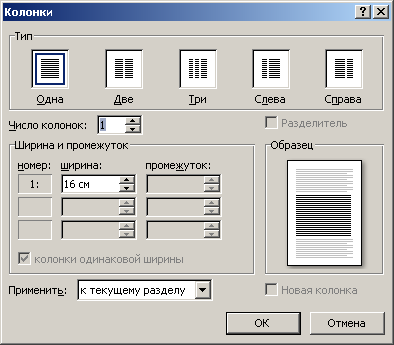 Колонки
Тип
Одна Две Три Слева Справа
Число колонок: 1 Разделитель
Ширина и промежуток Образец
номер: ширина: промежуток:
1: 16 см
колонки одинаковой ширины
Применить: к текущему разделу Новая колонка
ОК Отмена